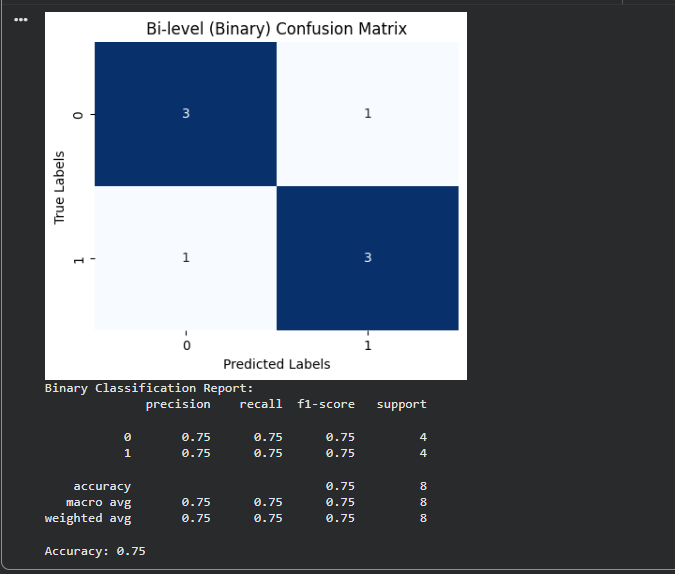 Bi-level (Binary) Confusion Matrix
0 3 1
True Labels
1 1 3
0 1
Predicted Labels
Binary Classification Report:
precision recall f1-score support
0 0.75 0.75 0.75 4
1 0.75 0.75 0.75 4
accuracy 0.75 8
macro avg 0.75 0.75 0.75 8
weighted avg 0.75 0.75 0.75 8
Accuracy: 0.75